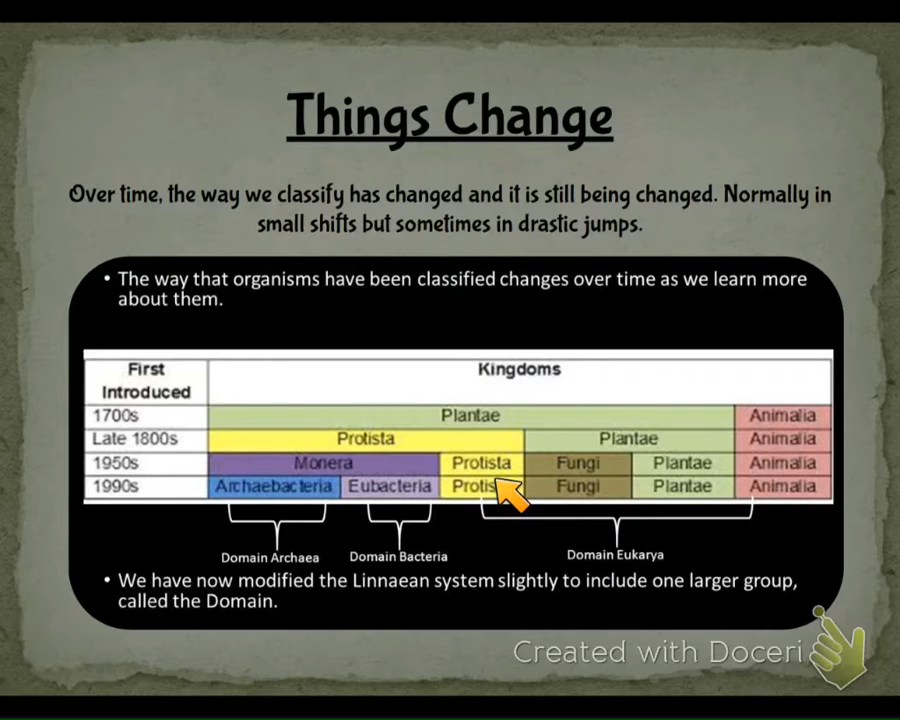 Things Change
Over time, the way we classify has changed and it is still being changed. Normally in
small shifts but sometimes in drastic jumps.
• The way that organisms have been classified changes over time as we learn more
about them.
First Introduced Kingdoms
1700s Plantae Animalia
Late 1800s Protista Plantae Animalia
1950s Monera Protista Fungi Plantae Animalia
1990s Archaebacteria Eubacteria Protis Fungi Plantae Animalia
Domain Archaea Domain Bacteria Domain Eukarya
• We have now modified the Linnaean system slightly to include one larger group,
called the Domain.
Created with Doceri